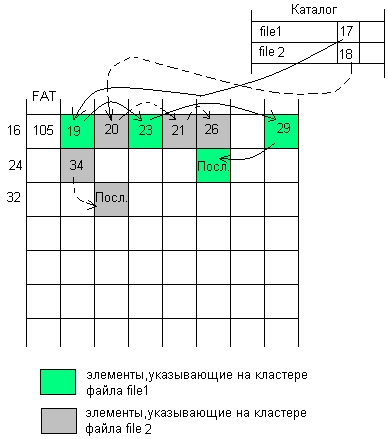 Каталог
file1 17
file 2 18
FAT
16 105 19 20 23 21 26 29
24 34 Посл.
32 Посл.
элементы,указывающие на кластере
файла file1
элементы,указывающие на кластере
файла file 2